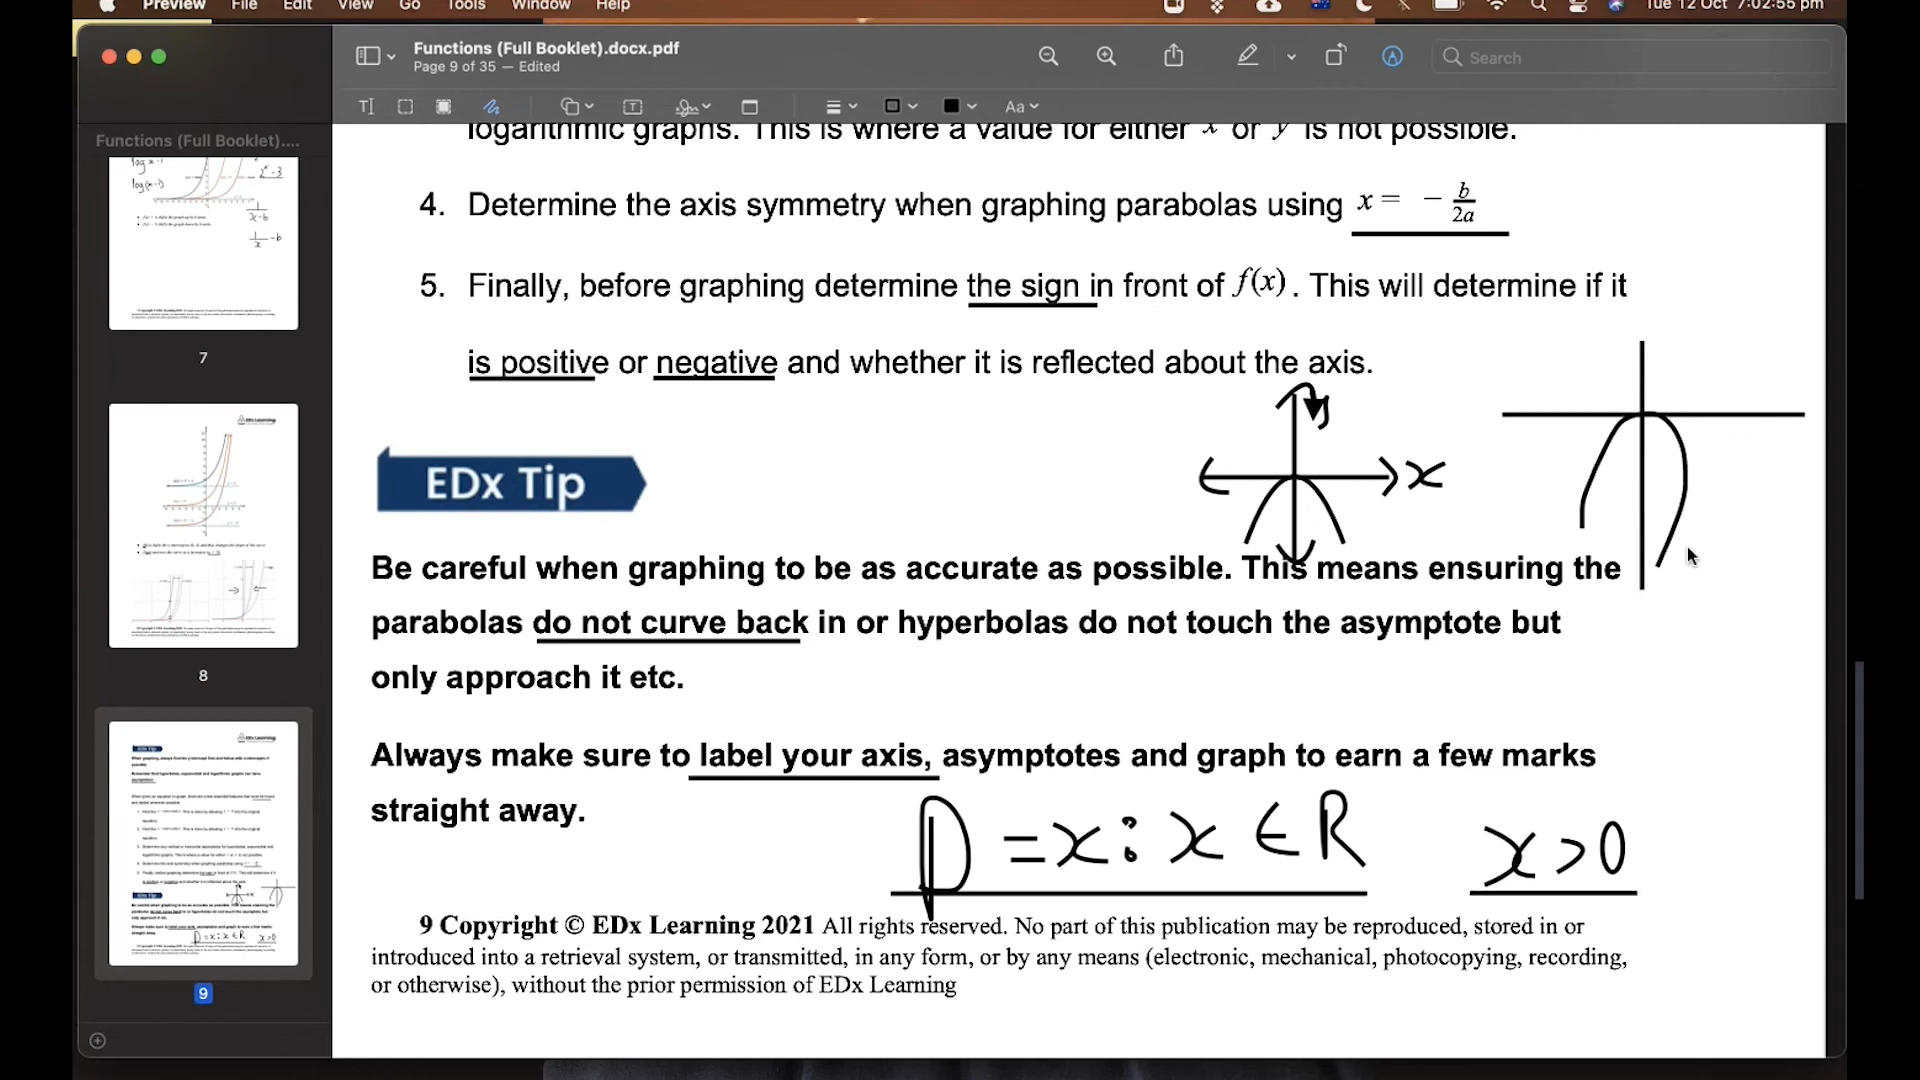 Preview File Edit View Go Tools Window Help Tue 12 Oct 7:02:55 pm
Functions (Full Booklet).docx.pdf
Page 9 of 35 — Edited
Search
Aa
Functions (Full Booklet)....
7
8
9
logarithmic graphs. This is where a value for either x or y is not possible.
4. Determine the axis symmetry when graphing parabolas using x = - b/2a
5. Finally, before graphing determine the sign in front of f(x). This will determine if it
is positive or negative and whether it is reflected about the axis.
y
x
EDx Tip
Be careful when graphing to be as accurate as possible. This means ensuring the
parabolas do not curve back in or hyperbolas do not touch the asymptote but
only approach it etc.
Always make sure to label your axis, asymptotes and graph to earn a few marks
straight away.
D = x : x ∈ R x > 0
9 Copyright © EDx Learning 2021 All rights reserved. No part of this publication may be reproduced, stored in or
introduced into a retrieval system, or transmitted, in any form, or by any means (electronic, mechanical, photocopying, recording,
or otherwise), without the prior permission of EDx Learning